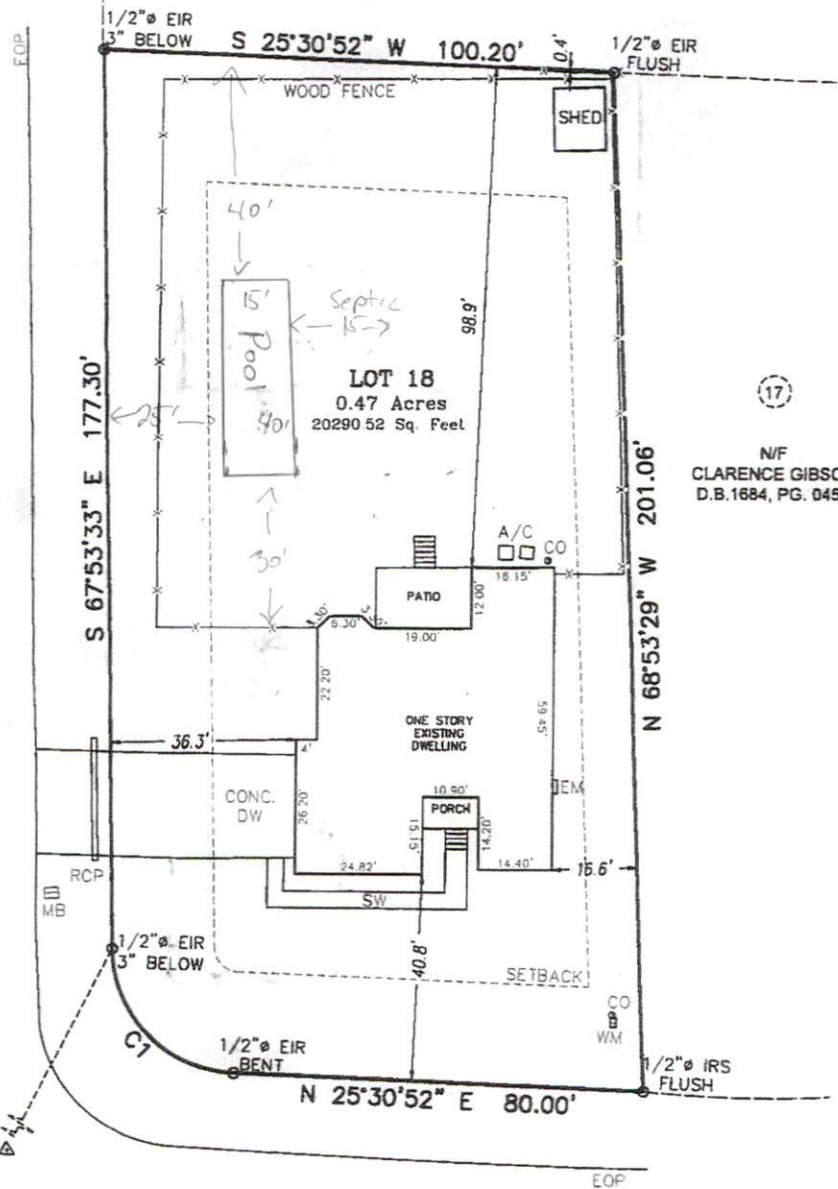 1/2"ø EIR
3" BELOW
S 25°30'52" W 100.20'
0.4'
1/2"ø EIR
FLUSH
EOP
WOOD FENCE
SHED
40'
15'
Pool
40'
Septic
15
25'
30'
98.9'
LOT 18
0.47 Acres
20290.52 Sq. Feet
S 67°53'33" E 177.30'
N 68°53'29" W 201.06'
17
N/F
CLARENCE GIBSO
D.B.1684, PG. 045
A/C
CO
18.15'
PATIO
12.00'
6.30'
19.00'
22.20'
ONE STORY
EXISTING
DWELLING
59.45'
36.3'
4'
CONC.
DW
26.20'
10.90'
PORCH
EM
15.15'
14.20'
24.82'
14.40'
SW
RCP
MB
40.8'
1/2"ø EIR
3" BELOW
SETBACK
CO
WM
C1
1/2"ø EIR
BENT
1/2"ø IRS
FLUSH
N 25°30'52" E 80.00'
EOP